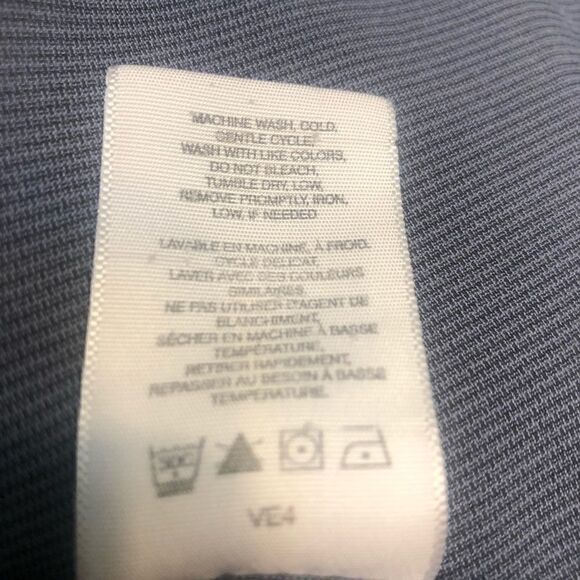 MACHINE WASH, COLD,
GENTLE CYCLE.
WASH WITH LIKE COLORS,
DO NOT BLEACH,
TUMBLE DRY, LOW,
REMOVE PROMPTLY, IRON,
LOW, IF NEEDED
LAVABLE EN MACHINE, À FROID.
CYCLE DELICAT
LAVER AVEC SES COULEURS
SIMILAIRES
NE PAS UTILISER D'AGENT DE
BLANCHIMENT,
SÉCHER EN MACHINE À BASSE
TEMPÉRATURE,
RETIRER RAPIDEMENT,
REPASSER AU BESOIN À BASSE
TEMPÉRATURE.
30C
VE4